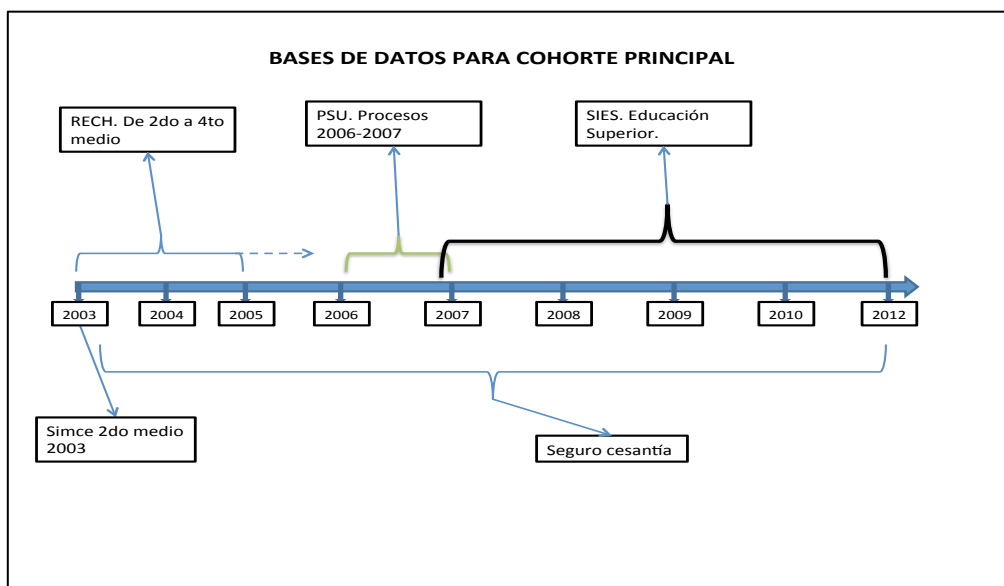 BASES DE DATOS PARA COHORTE PRINCIPAL
RECH. De 2do a 4to
medio
PSU. Procesos
2006-2007
SIES. Educación
Superior.
2003
2004
2005
2006
2007
2008
2009
2010
2012
Simce 2do medio
2003
Seguro cesantía